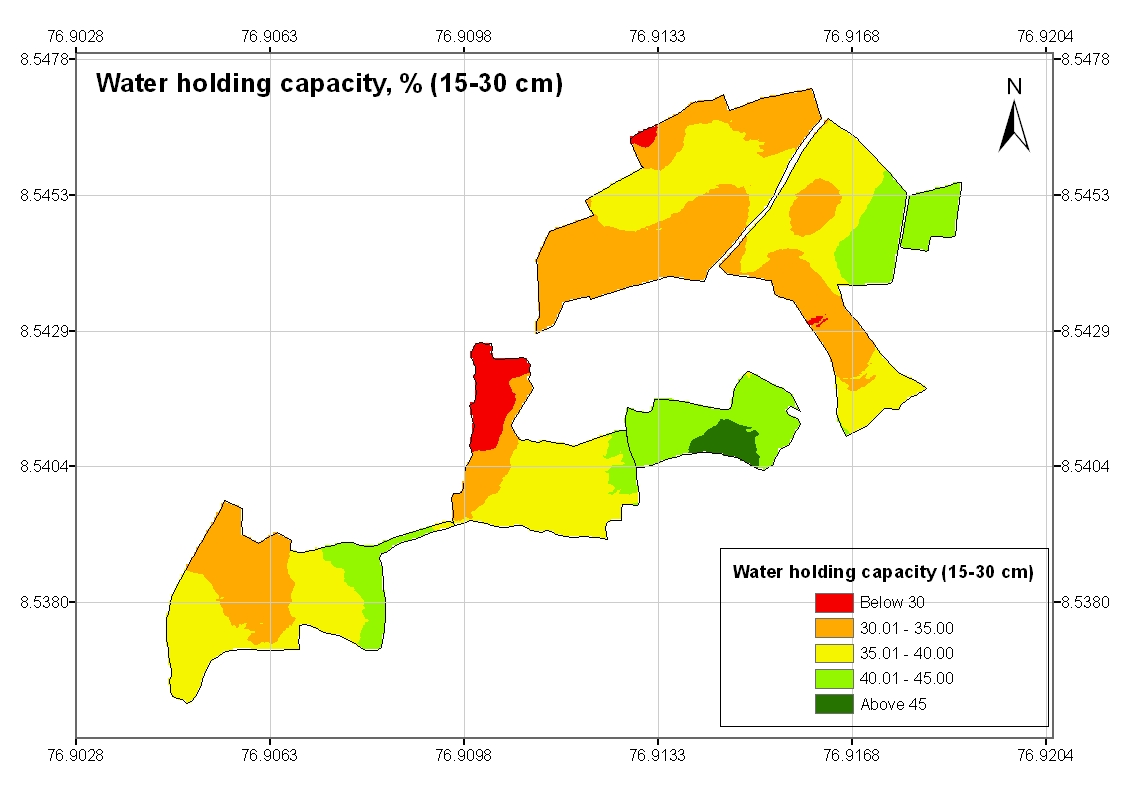 76.9028 76.9063 76.9098 76.9133 76.9168 76.9204
8.5478 8.5478
Water holding capacity, % (15-30 cm)
N
8.5453 8.5453
8.5429 8.5429
8.5404 8.5404
Water holding capacity (15-30 cm)
8.5380 Below 30 8.5380
30.01 - 35.00
35.01 - 40.00
40.01 - 45.00
Above 45
76.9028 76.9063 76.9098 76.9133 76.9168 76.9204